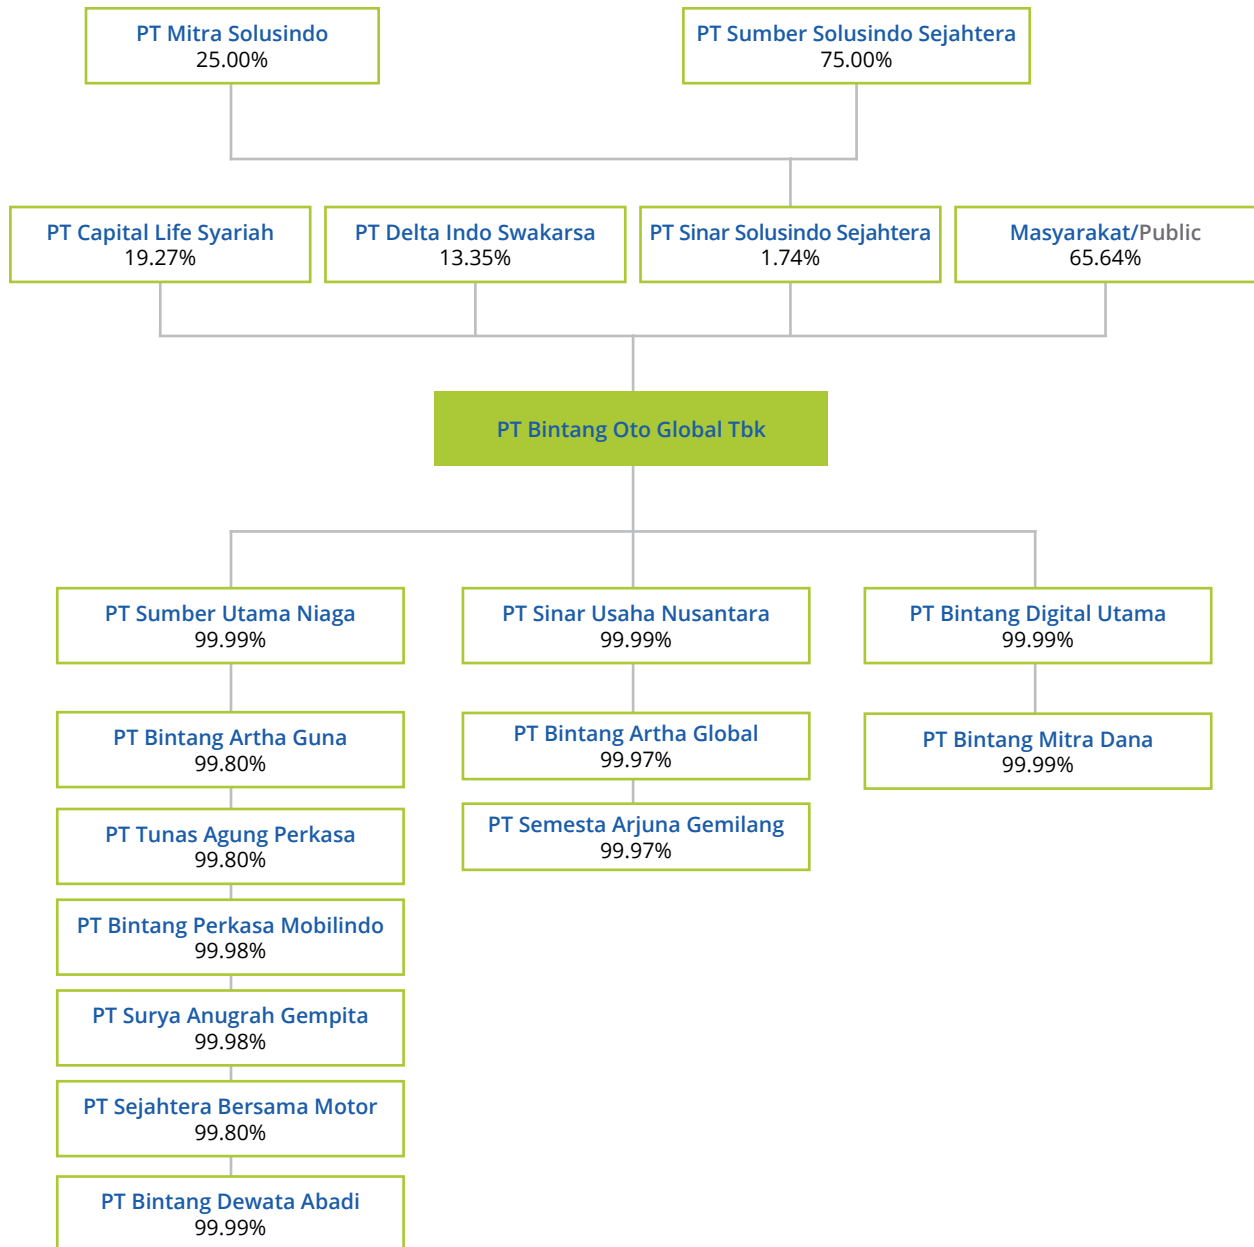 PT Mitra Solusindo
25.00%
PT Sumber Solusindo Sejahtera
75.00%
PT Capital Life Syariah
19.27%
PT Delta Indo Swakarsa
13.35%
PT Sinar Solusindo Sejahtera
1.74%
Masyarakat/Public
65.64%
PT Bintang Oto Global Tbk
PT Sumber Utama Niaga
99.99%
PT Sinar Usaha Nusantara
99.99%
PT Bintang Digital Utama
99.99%
PT Bintang Artha Guna
99.80%
PT Bintang Artha Global
99.97%
PT Bintang Mitra Dana
99.99%
PT Tunas Agung Perkasa
99.80%
PT Semesta Arjuna Gemilang
99.97%
PT Bintang Perkasa Mobilindo
99.98%
PT Surya Anugrah Gempita
99.98%
PT Sejahtera Bersama Motor
99.80%
PT Bintang Dewata Abadi
99.99%